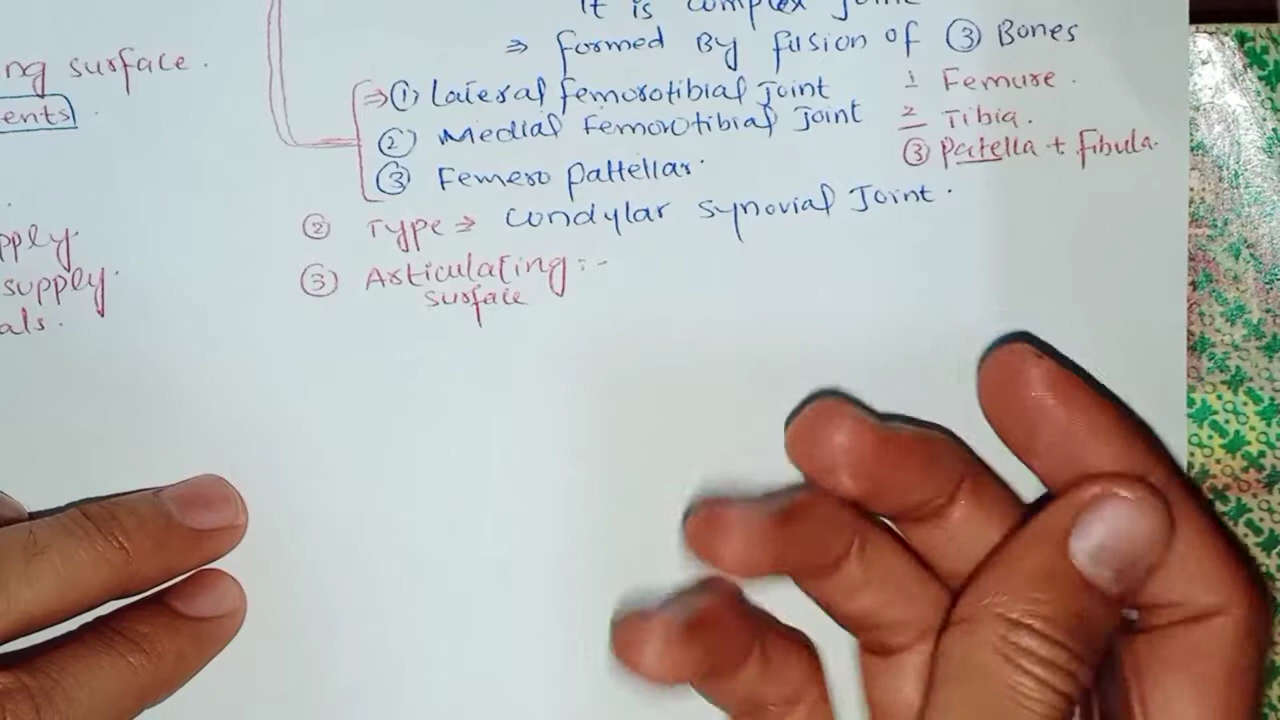 It is complex Joint
⇒ formed By fusion of ③ Bones
ng surface.
ents
⇒① Lateral femorotibial Joint
② Medial Femorotibial Joint
③ Femero pattellar.
1 Femure.
2 Tibia.
③ patella + fibula.
② Type ⇒ condylar synovial Joint.
③ Articulating :-
surface
pply.
supply.
als.